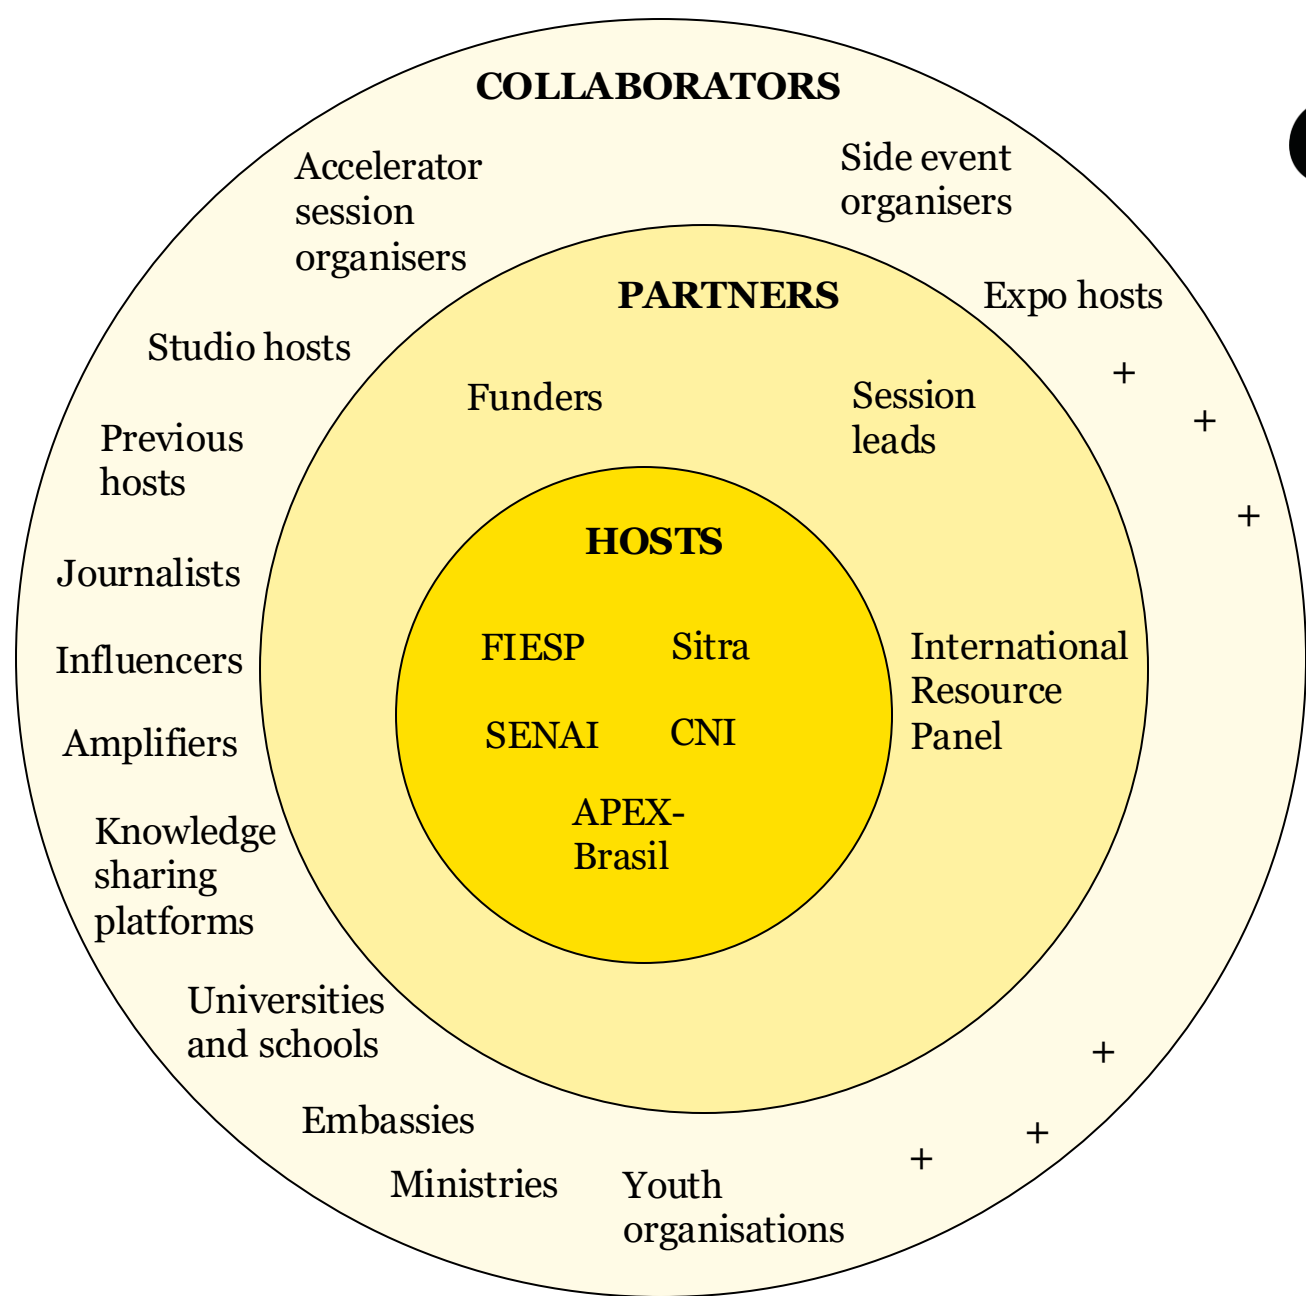 COLLABORATORS
Accelerator
session
organisers
Side event
organisers
Expo hosts
+
+
+
Studio hosts
Previous
hosts
Journalists
Influencers
Amplifiers
Knowledge
sharing
platforms
Universities
and schools
Embassies
Ministries
Youth
organisations
+
+
+
PARTNERS
Funders
Session
leads
International
Resource
Panel
HOSTS
FIESP
Sitra
SENAI
CNI
APEX-
Brasil